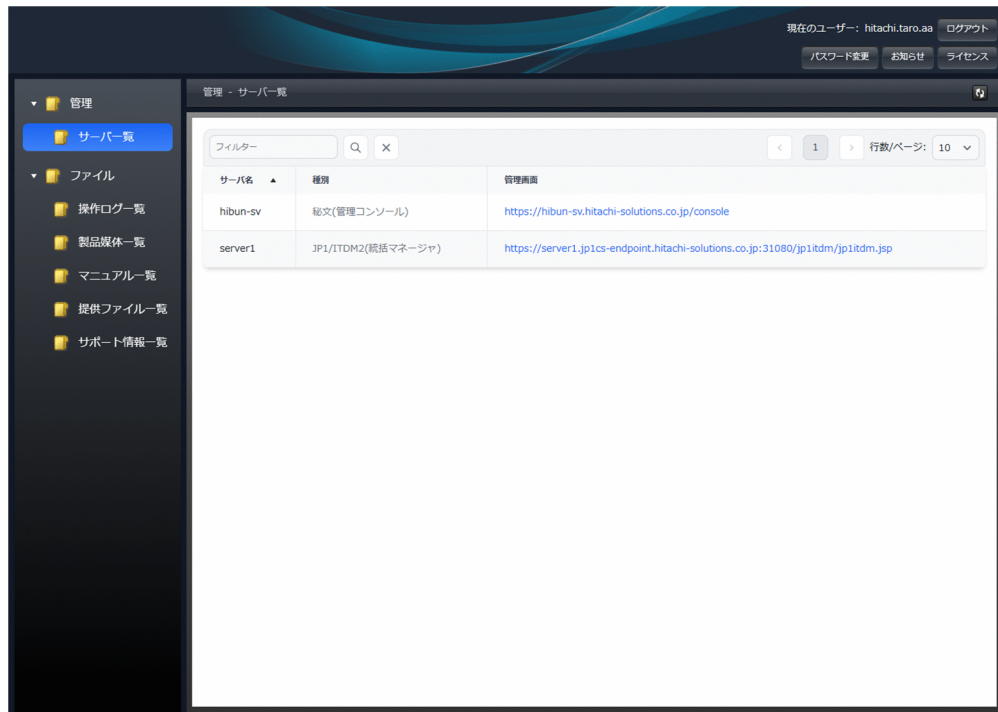 現在のユーザー: hitachi.taro.aa ログアウト
パスワード変更 お知らせ ライセンス
管理
サーバ一覧
ファイル
操作ログ一覧
製品媒体一覧
マニュアル一覧
提供ファイル一覧
サポート情報一覧
管理 - サーバ一覧
フィルター 1 行数/ページ: 10
サーバ名 ▲ 種別 管理画面
hibun-sv 秘文(管理コンソール) https://hibun-sv.hitachi-solutions.co.jp/console
server1 JP1/ITDM2(統括マネージャ) https://server1.jp1cs-endpoint.hitachi-solutions.co.jp:31080/jp1itdm/jp1itdm.jsp